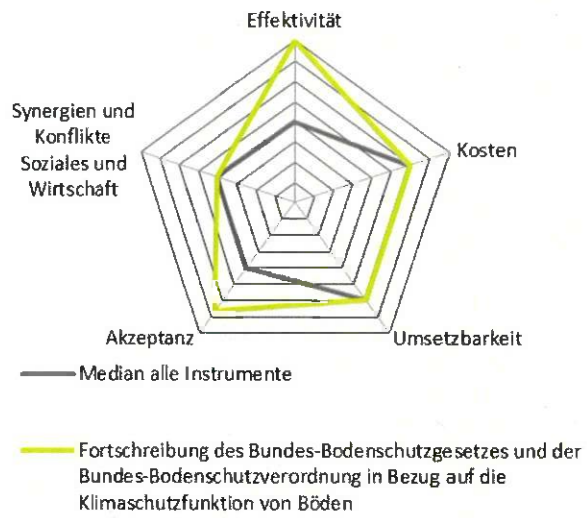 Effektivität
Synergien und
Konflikte
Soziales und
Wirtschaft
Kosten
Akzeptanz
Umsetzbarkeit
Median alle Instrumente
Fortschreibung des Bundes-Bodenschutzgesetzes und der
Bundes-Bodenschutzverordnung in Bezug auf die
Klimaschutzfunktion von Böden